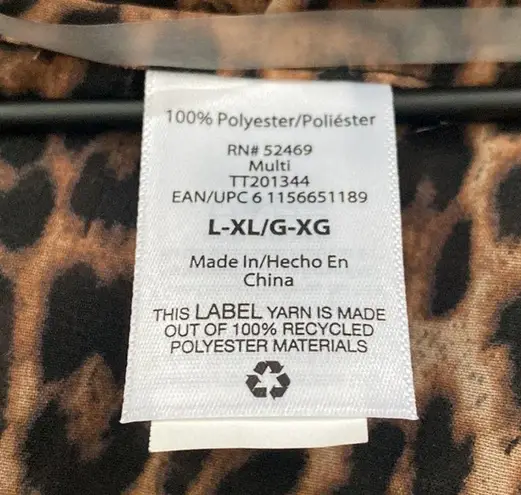 100% Polyester/Poliéster
RN# 52469
Multi
TT201344
EAN/UPC 6 1156651189
L-XL/G-XG
Made In/Hecho En
China
THIS LABEL YARN IS MADE
OUT OF 100% RECYCLED
POLYESTER MATERIALS